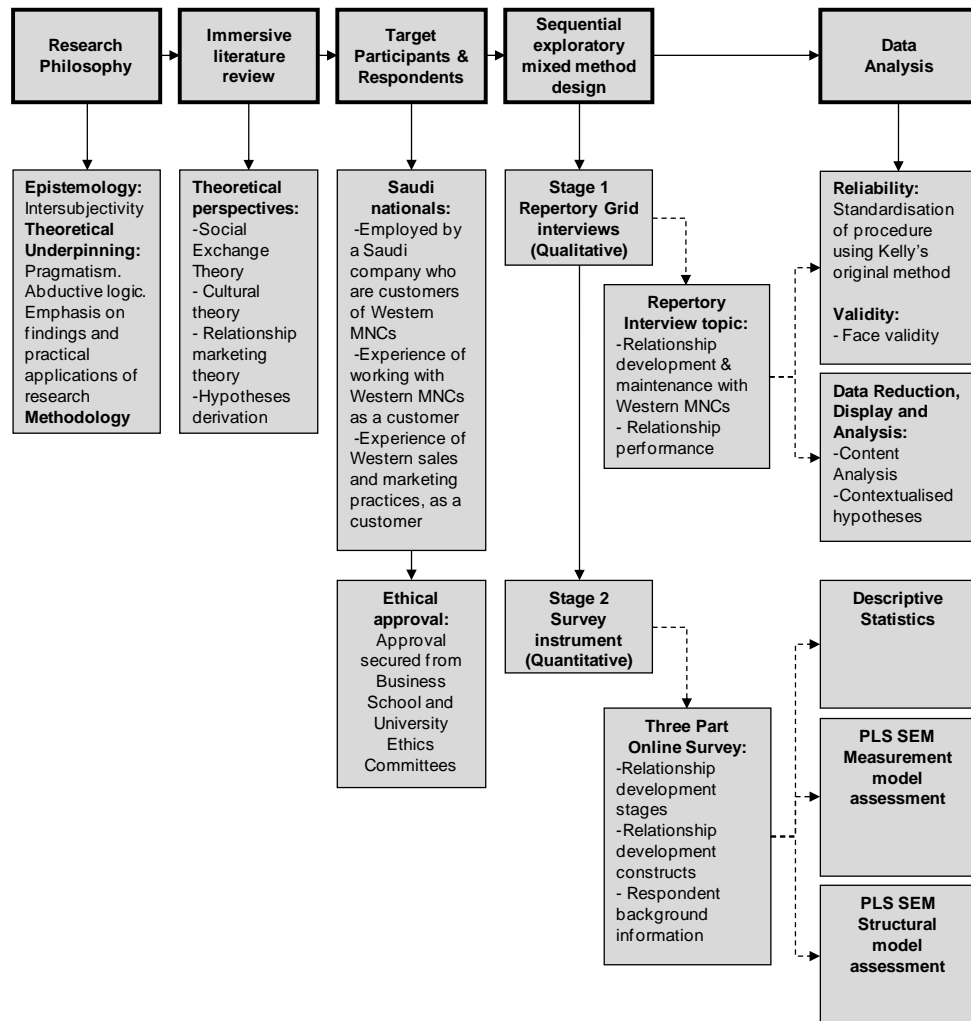 Research
Philosophy
Immersive
literature
review
Target
Participants &
Respondents
Sequential
exploratory
mixed method
design
Data
Analysis
Epistemology:
Intersubjectivity
Theoretical
Underpinning:
Pragmatism.
Abductive logic.
Emphasis on
findings and
practical
applications of
research
Methodology
Theoretical
perspectives:
-Social
Exchange
Theory
- Cultural
theory
- Relationship
marketing
theory
-Hypotheses
derivation
Saudi
nationals:
-Employed by
a Saudi
company who
are customers
of Western
MNCs
-Experience of
working with
Western MNCs
as a customer
-Experience of
Western sales
and marketing
practices, as a
customer
Ethical
approval:
Approval
secured from
Business
School and
University
Ethics
Committees
Stage 1
Repertory Grid
interviews
(Qualitative)
Repertory
Interview topic:
-Relationship
development &
maintenance with
Western MNCs
- Relationship
performance
Stage 2
Survey
instrument
(Quantitative)
Three Part
Online Survey:
-Relationship
development
stages
-Relationship
development
constructs
- Respondent
background
information
Reliability:
Standardisation
of procedure
using Kelly's
original method
Validity:
- Face validity
Data Reduction,
Display and
Analysis:
-Content
Analysis
-Contextualised
hypotheses
Descriptive
Statistics
PLS SEM
Measurement
model
assessment
PLS SEM
Structural
model
assessment